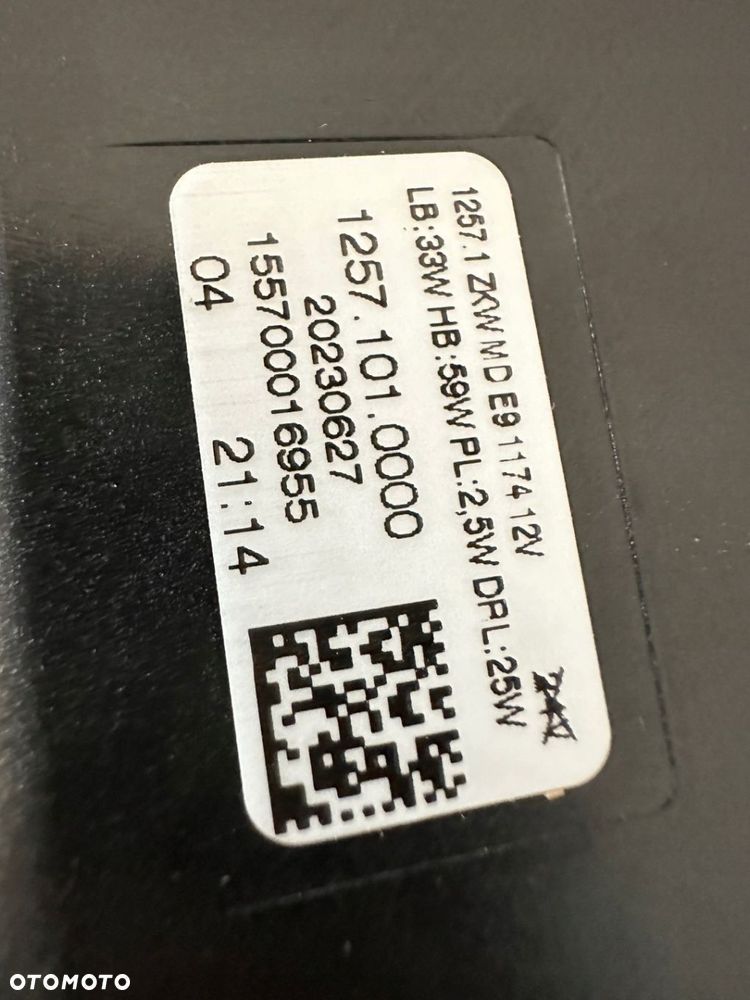 1257.1 ZKW MD E9 1174 12V
LB:33W HB:59W PL:2,5W DRL:25W
1257.101.0000
20230627
155700016955
04 21:14
OTOMOTO